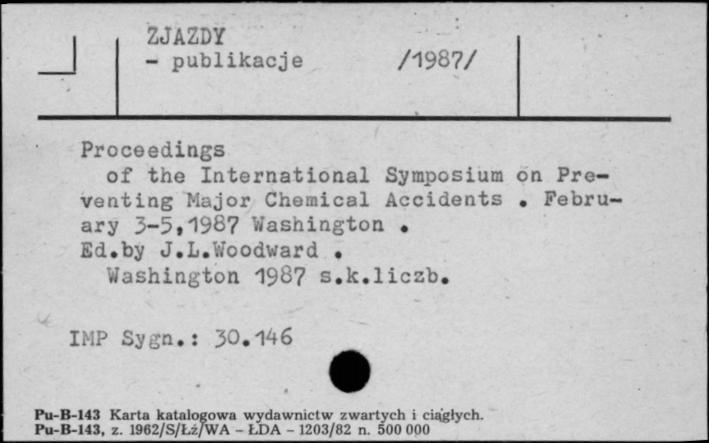 ZJAZDY
- publikacje /1987/
Proceedings
of the International Symposium on Pre-
venting Major Chemical Accidents . Febru-
ary 3-5,1987 Washington .
Ed.by J.L.Woodward .
Washington 1987 s.k.liczb.
IMP Sygn.: 30.146
Pu-B-143 Karta katalogowa wydawnictw zwartych i ciągłych.
Pu-B-143, z. 1962/S/Łź/WA - ŁDA - 1203/82 n. 500 000